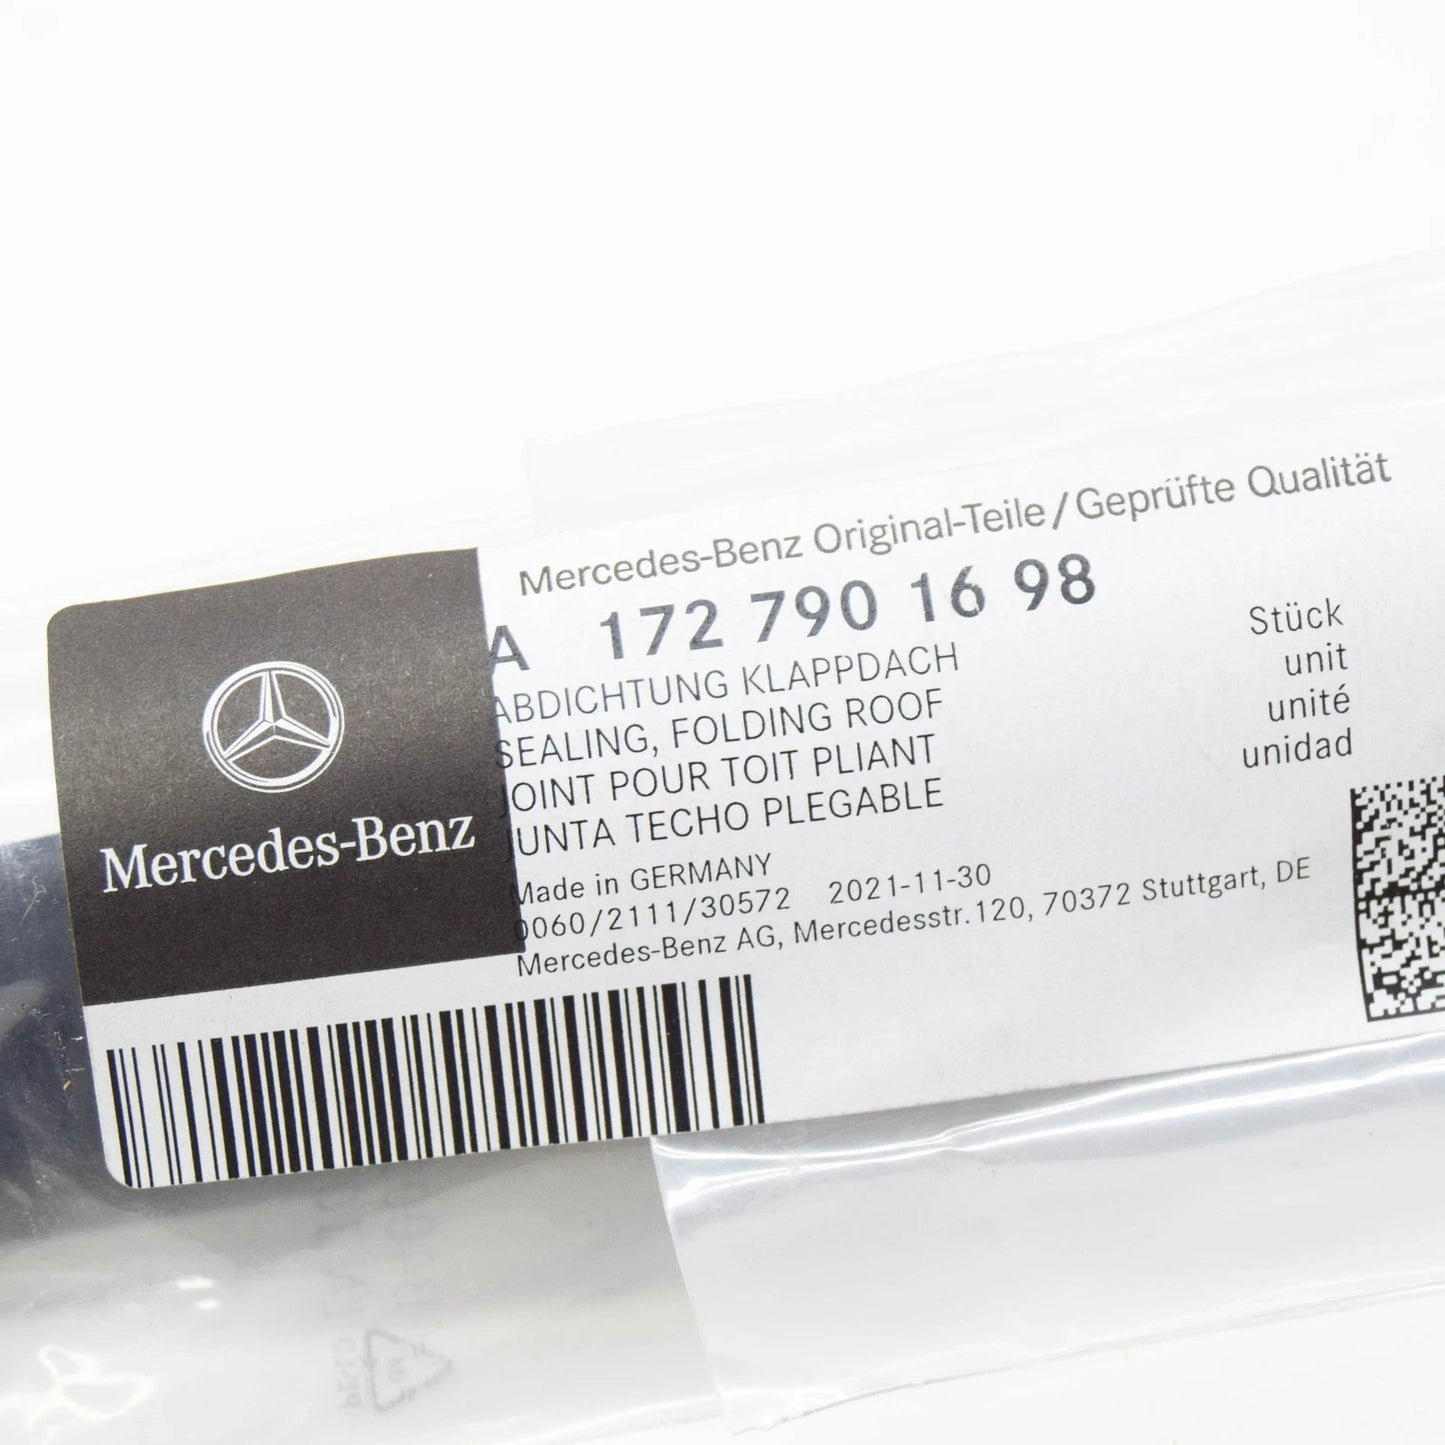 Mercedes-Benz Original-Teile/Geprüfte Qualität
A 172 790 16 98
ABDICHTUNG KLAPPDACH
SEALING, FOLDING ROOF
JOINT POUR TOIT PLIANT
JUNTA TECHO PLEGABLE
Stück
unit
unité
unidad
Made in GERMANY
0060/2111/30572 2021-11-30
Mercedes-Benz AG, Mercedesstr.120, 70372 Stuttgart, DE
Mercedes-Benz